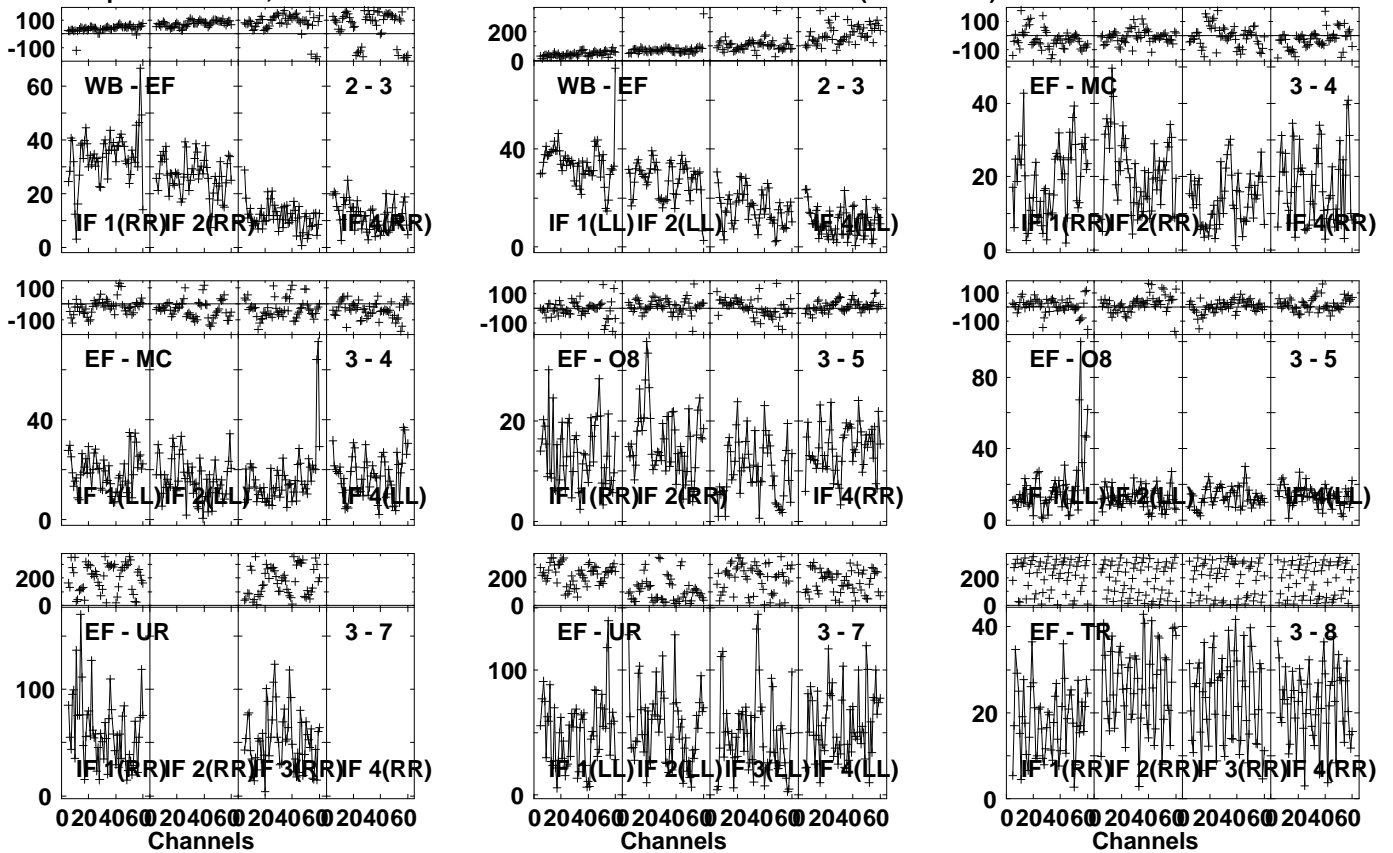 100
-100
WB - EF 2 - 3
60
40
20
0
IF 1(RR) IF 2(RR) IF 4(RR)
200
0
WB - EF 2 - 3
40
0
IF 1(LL) IF 2(LL) IF 4(LL)
100
-100
EF - MC 3 - 4
40
20
0
IF 1(RR) IF 2(RR) IF 4(RR)
100
-100
EF - MC 3 - 4
40
0
IF 1(LL) IF 2(LL) IF 4(LL)
100
-100
EF - O8 3 - 5
20
0
IF 1(RR) IF 2(RR) IF 4(RR)
100
-100
EF - O8 3 - 5
80
40
0
IF 1(LL) IF 2(LL) IF 4(LL)
200
0
EF - UR 3 - 7
100
0
IF 1(RR) IF 2(RR) IF 3(RR) IF 4(RR)
0 20 40 60 0 20 40 60 0 20 40 60 0 20 40 60
Channels
200
0
EF - UR 3 - 7
100
0
IF 1(LL) IF 2(LL) IF 3(LL) IF 4(LL)
0 20 40 60 0 20 40 60 0 20 40 60 0 20 40 60
Channels
200
0
EF - TR 3 - 8
40
20
0
IF 1(RR) IF 2(RR) IF 3(RR) IF 4(RR)
0 20 40 60 0 20 40 60 0 20 40 60 0 20 40 60
Channels